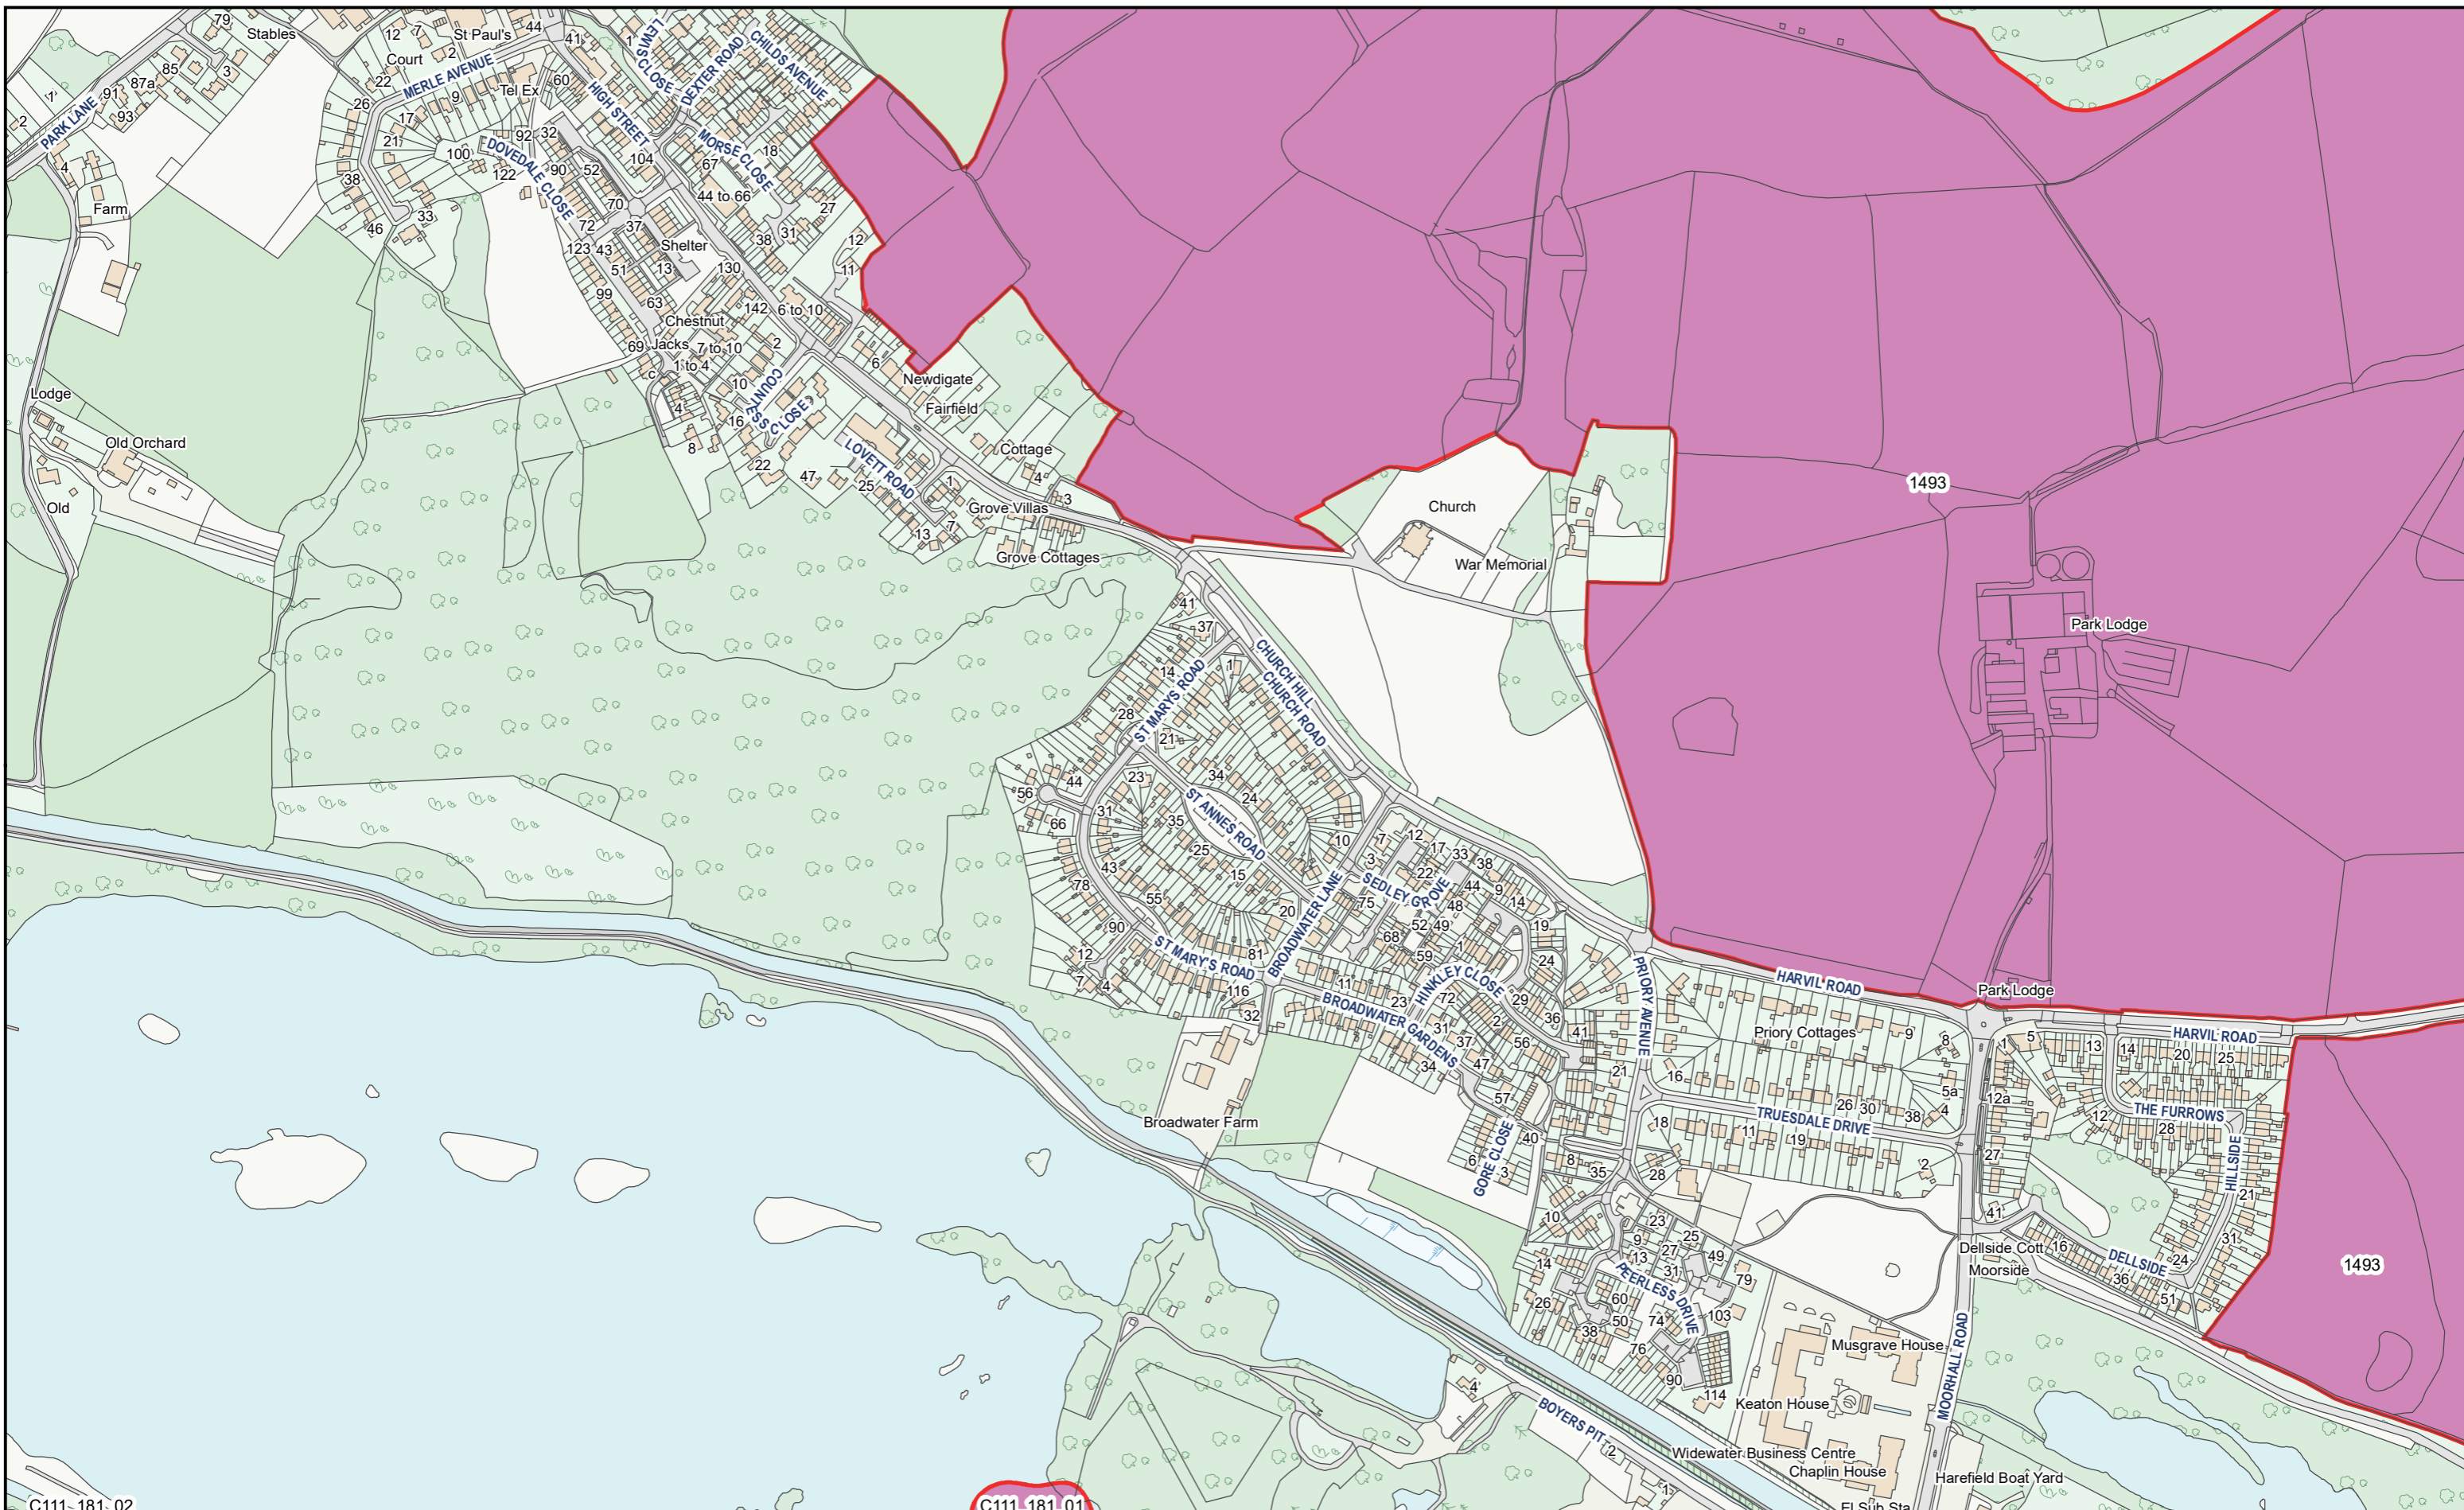 79
Stables
12
7
St Paul's
44
41
1
LEWIS CLOSE
DEXTER ROAD
CHILDS AVENUE
Court
2
85
3
87a
22
MERLE AVENUE
60
1
91
9
Tel Ex
HIGH STREET
26
93
2
PARK LANE
17
92
32
21
DOVEDALE CLOSE
MORSE CLOSE
18
100
104
67
4
122
90
52
38
44 to 66
Farm
70
27
33
46
72
37
38
31
12
123
43
Shelter
51
13
130
11
99
63
142
6 to 10
Chestnut
69
Jacks
7 to 10
2
1 to 4
6
c
10
COUNTESS CLOSE
Newdigate
Lodge
4
16
Fairfield
Old Orchard
8
LOVETT ROAD
Cottage
22
47
25
1
4
3
1493
Old
Grove Villas
Church
7
13
Grove Cottages
War Memorial
41
37
Park Lodge
CHURCH HILL
1
14
ST MARYS ROAD
CHURCH ROAD
28
21
34
23
44
56
24
31
35
ST ANNES ROAD
66
10
7
12
17
33
25
3
38
43
15
22
78
SEDLEY GROVE
44
9
55
75
48
14
20
52
49
19
90
BROADWATER LANE
68
1
12
ST MARY'S ROAD
81
59
24
7
4
11
HINKLEY CLOSE
PRIORY AVENUE
HARVIL ROAD
116
72
29
Park Lodge
BROADWATER GARDENS
23
32
2
36
31
41
Priory Cottages
9
8
1
5
HARVIL ROAD
37
56
13
14
20
25
34
47
21
16
5a
57
12a
26
30
38
4
THE FURROWS
12
Broadwater Farm
18
TRUESDALE DRIVE
28
40
11
19
HILLSIDE
GORE CLOSE
6
3
8
35
28
2
27
21
10
23
41
9
25
31
13
27
49
Dellside Cott
16
14
31
79
Moorside
DELLSIDE
24
1493
PEERLESS DRIVE
36
26
60
51
50
74
103
38
76
MOORHALL ROAD
Musgrave House
90
4
114
Keaton House
BOYERS PIT
2
Widewater Business Centre
Chaplin House
Harefield Boat Yard
1
C111_181_02
C111_181_01
El Sub Sta